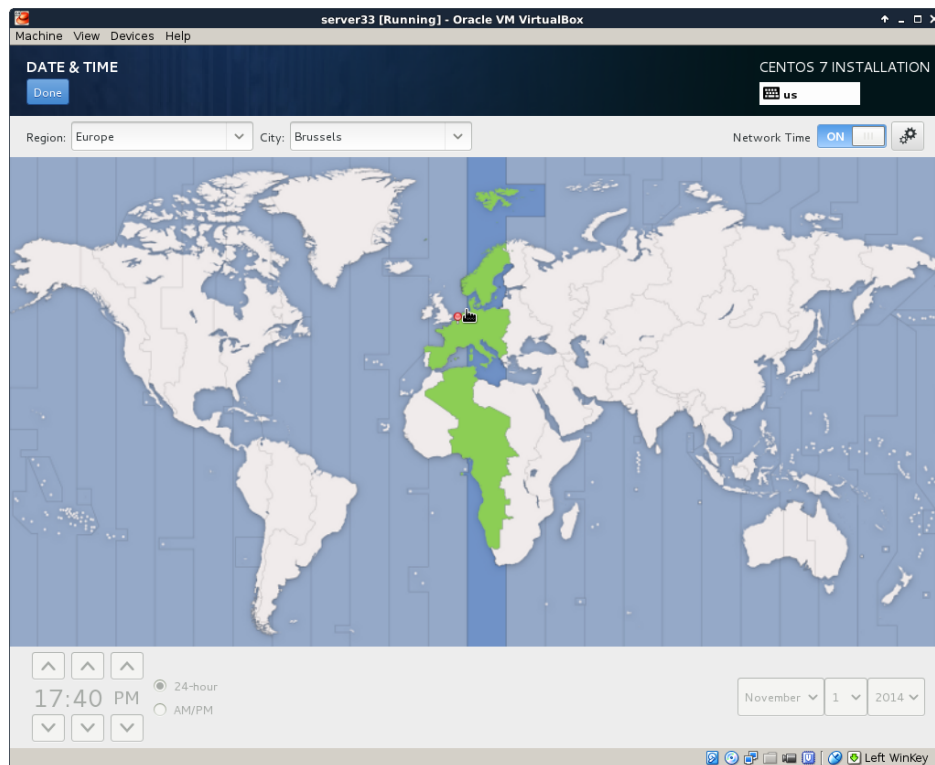 server33 [Running] - Oracle VM VirtualBox
Machine View Devices Help
DATE & TIME
CENTOS 7 INSTALLATION
Done
us
Region: Europe City: Brussels Network Time ON
17:40 PM
24-hour
AM/PM
November 1 2014
Left WinKey